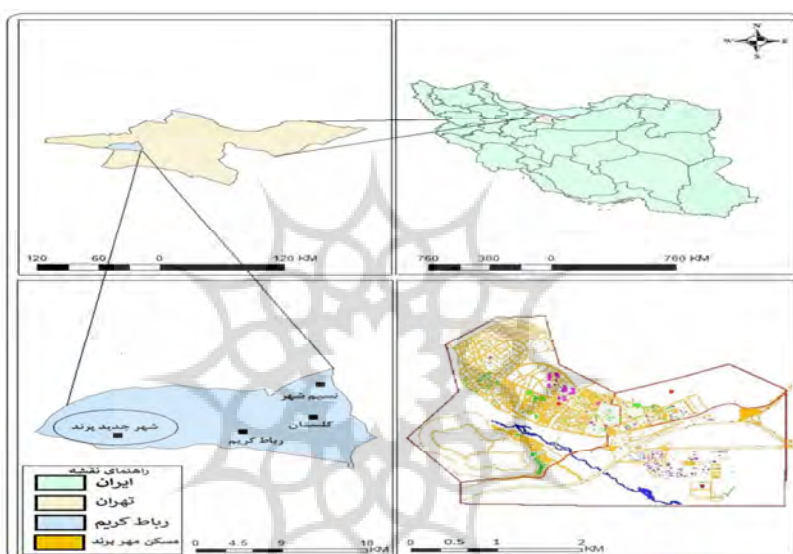 N
W E
S
120 60 0 120 KM
760 380 0 760 KM
نسیم شهر
گلستان
رباط کریم
شهر جدید پرند
راهنمای نقشه
ایران
تهران
رباط کریم
مسکن مهر پرند
0 4.5 9 18
KM
0 0.5 1 2
KM